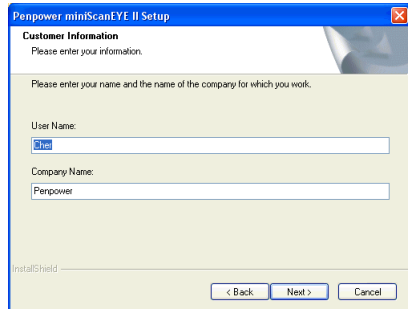 Penpower miniScanEYE II Setup
Customer Information
Please enter your information.
Please enter your name and the name of the company for which you work.
User Name:
Cher
Company Name:
Penpower
InstallShield
< Back Next > Cancel